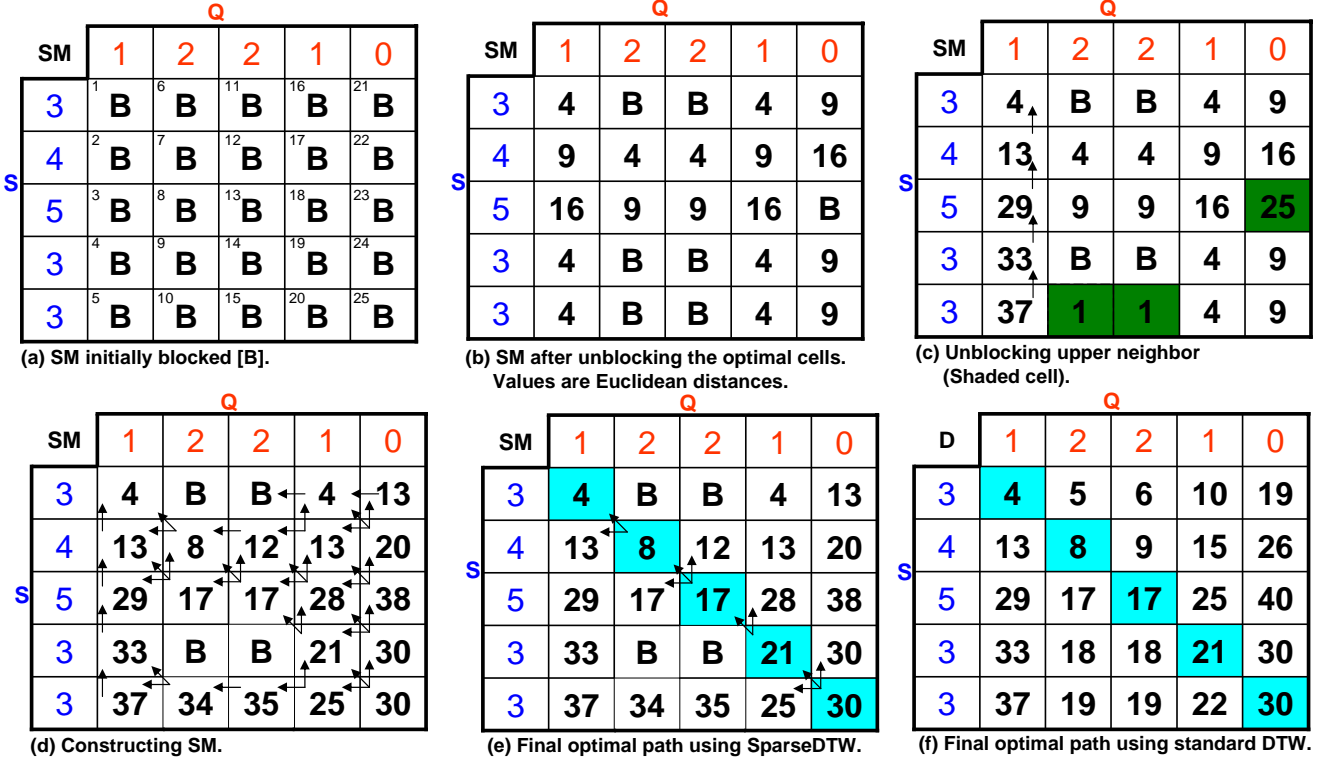 Q
SM 1 2 2 1 0
3 1 B 6 B 11 B 16 B 21 B
4 2 B 7 B 12 B 17 B 22 B
S
5 3 B 8 B 13 B 18 B 23 B
3 4 B 9 B 14 B 19 B 24 B
3 5 B 10 B 15 B 20 B 25 B
(a) SM initially blocked [B].
Q
SM 1 2 2 1 0
3 4 B B 4 9
4 9 4 4 9 16
S
5 16 9 9 16 B
3 4 B B 4 9
3 4 B B 4 9
(b) SM after unblocking the optimal cells.
Values are Euclidean distances.
Q
SM 1 2 2 1 0
3 4 B B 4 9
4 13 4 4 9 16
S
5 29 9 9 16 25
3 33 B B 4 9
3 37 1 1 4 9
(c) Unblocking upper neighbor
(Shaded cell).
Q
SM 1 2 2 1 0
3 4 B B 4 13
4 13 8 12 13 20
S
5 29 17 17 28 38
3 33 B B 21 30
3 37 34 35 25 30
(d) Constructing SM.
Q
SM 1 2 2 1 0
3 4 B B 4 13
4 13 8 12 13 20
S
5 29 17 17 28 38
3 33 B B 21 30
3 37 34 35 25 30
(e) Final optimal path using SparseDTW.
Q
D 1 2 2 1 0
3 4 5 6 10 19
4 13 8 9 15 26
S
5 29 17 17 25 40
3 33 18 18 21 30
3 37 19 19 22 30
(f) Final optimal path using standard DTW.